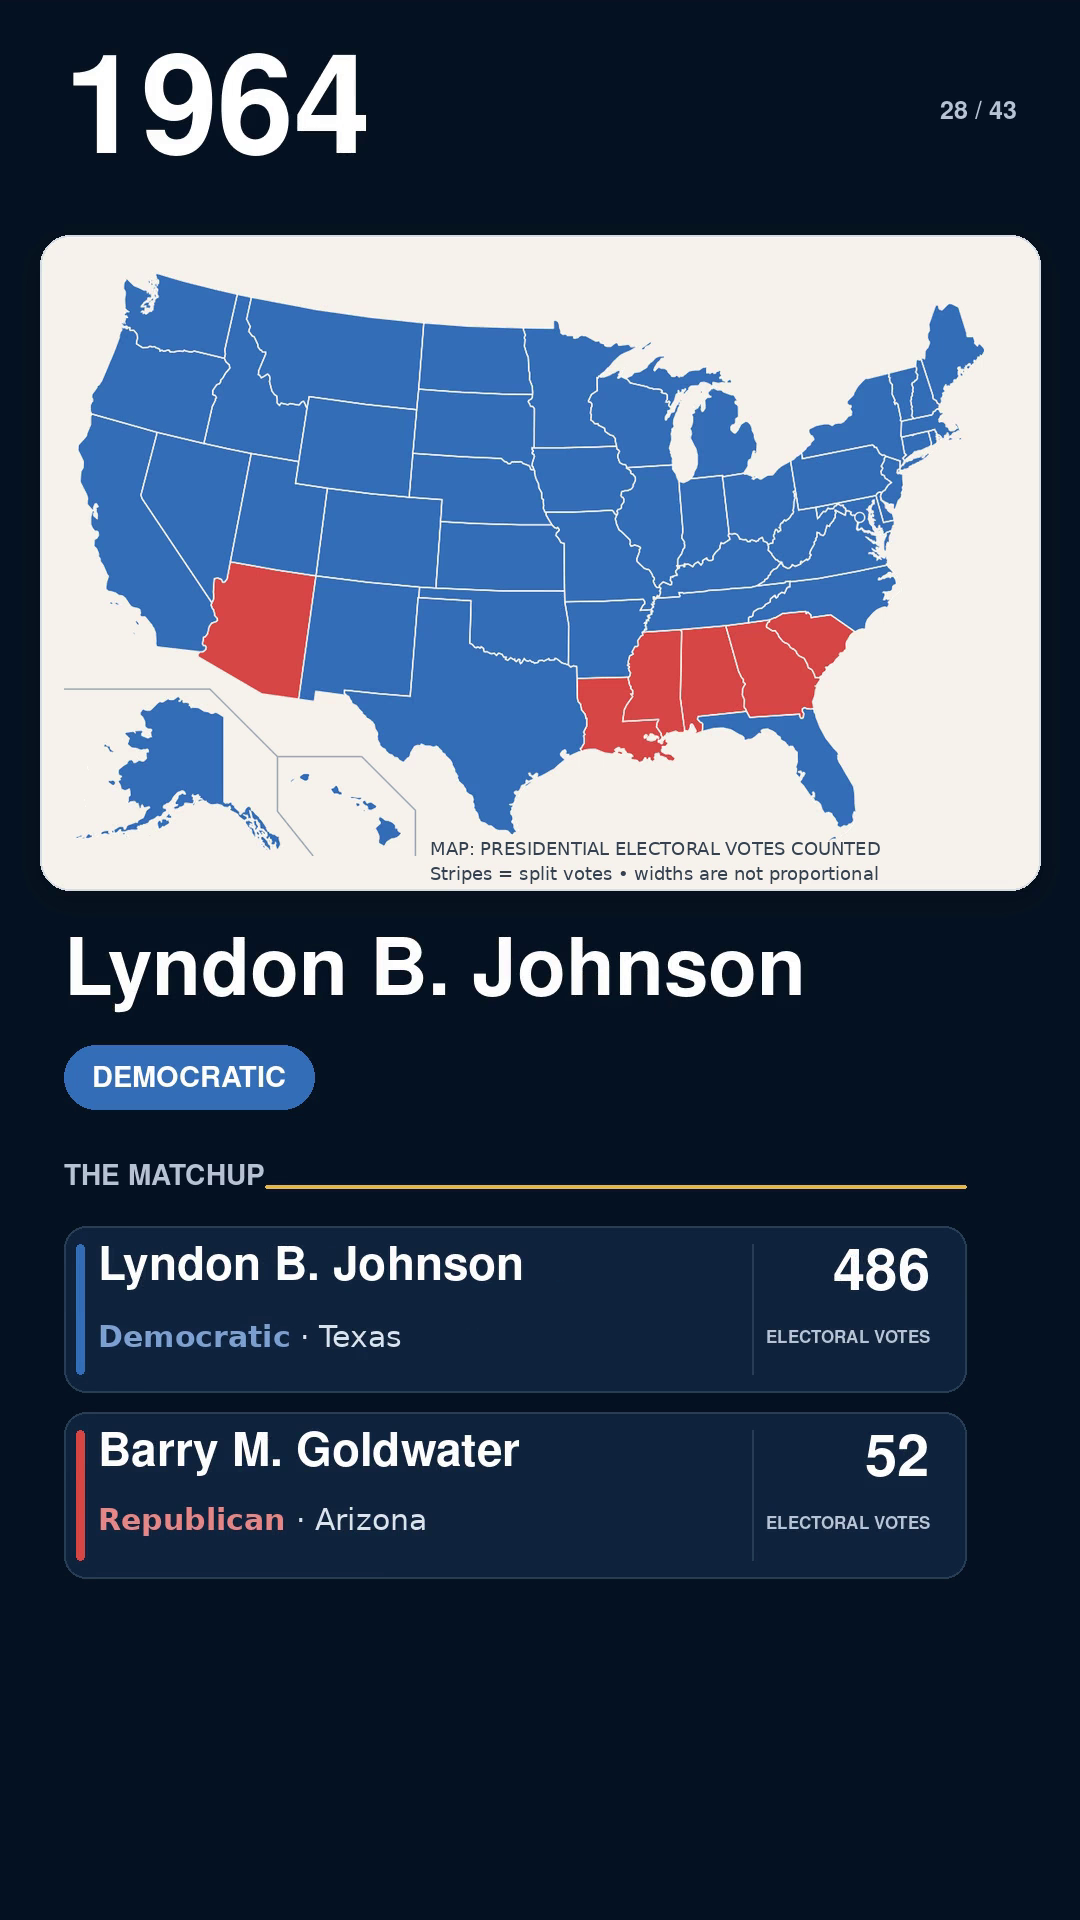 1964
28 / 43
MAP: PRESIDENTIAL ELECTORAL VOTES COUNTED
Stripes = split votes • widths are not proportional
Lyndon B. Johnson
DEMOCRATIC
THE MATCHUP
Lyndon B. Johnson
486
Democratic · Texas
ELECTORAL VOTES
Barry M. Goldwater
52
Republican · Arizona
ELECTORAL VOTES